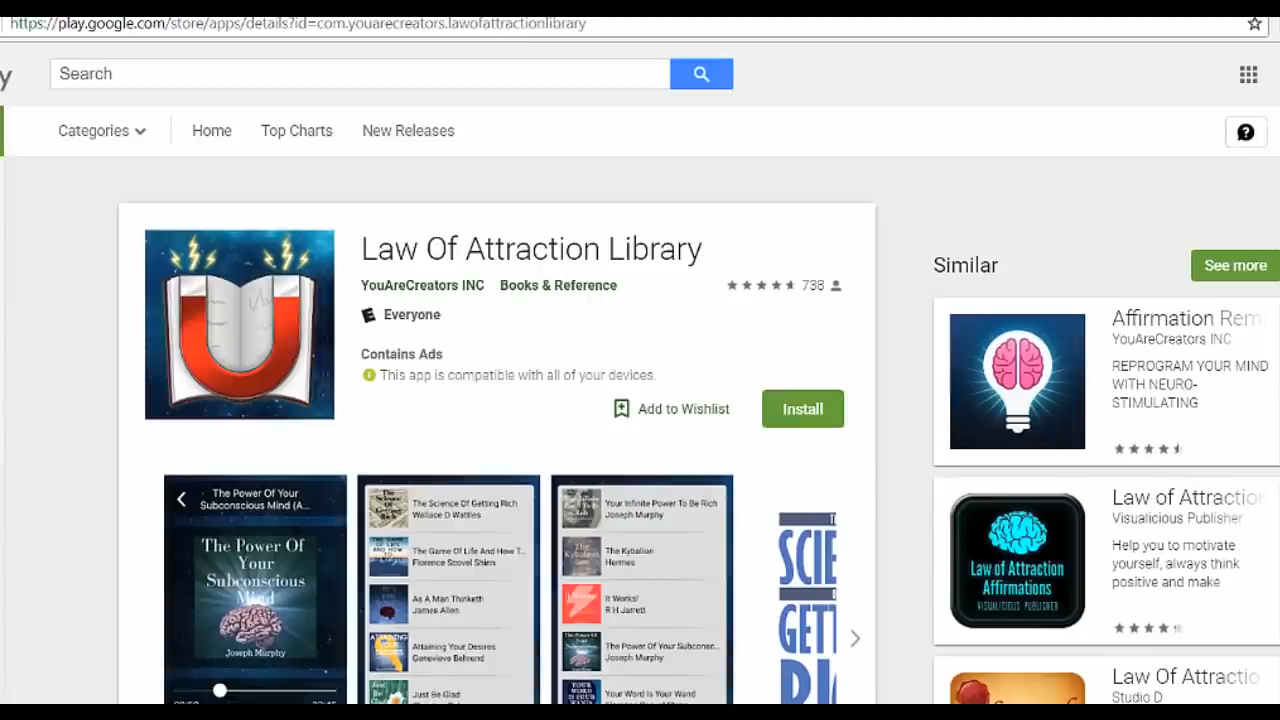 https://play.google.com/store/apps/details?id=com.youarecreators.lawofattractionlibrary
y
Search
Categories
Home
Top Charts
New Releases
Law Of Attraction Library
YouAreCreators INC
Books & Reference
738
Everyone
Contains Ads
This app is compatible with all of your devices.
Add to Wishlist
Install
The Power Of Your
Subconscious Mind (A...
The Power Of
Your
Subconscious
Mind
Joseph Murphy
The Science Of Getting Rich
Wallace D Wattles
The Game Of Life And How T...
Florence Scovel Shinn
As A Man Thinketh
James Allen
Attaining Your Desires
Genevieve Behrend
Just Be Glad
Your Infinite Power To Be Rich
Joseph Murphy
The Kybalion
Hermes
It Works!
R H Jarrett
The Power Of Your Subconsc...
Joseph Murphy
Your Word Is Your Wand
SCIE
GETT
Similar
See more
Affirmation Rem
YouAreCreators INC
REPROGRAM YOUR MIND
WITH NEURO-
STIMULATING
Law of Attraction
Affirmations
VISUALICIOUS PUBLISHER
Law of Attraction
Visualicious Publisher
Help you to motivate
yourself, always think
positive and make
Law Of Attractio
Studio D